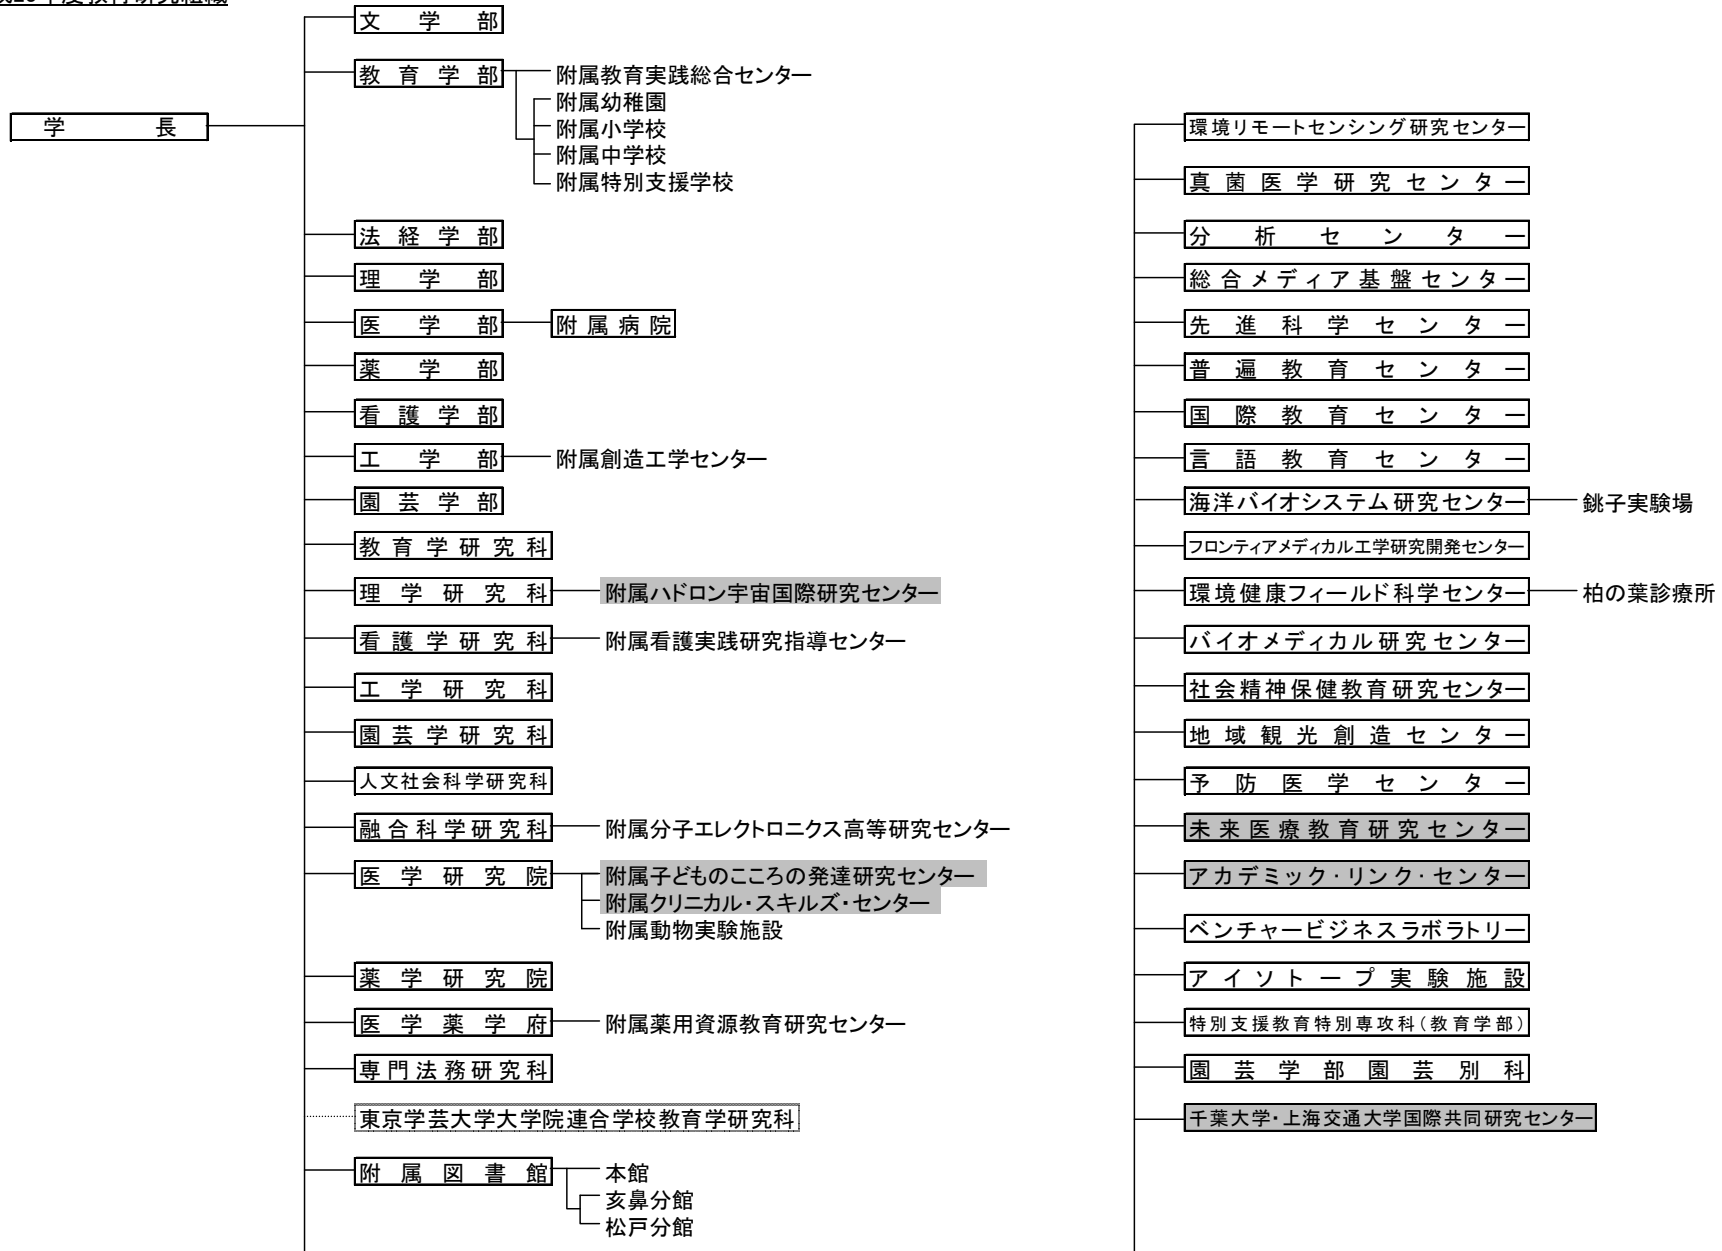 年度教育研究組織
文学部
教育学部
附属教育実践総合センター
附属幼稚園
附属小学校
附属中学校
附属特別支援学校
学長
法経学部
理学部
医学部
附属病院
薬学部
看護学部
工学部
附属創造工学センター
園芸学部
教育学研究科
理学研究科
附属ハドロン宇宙国際研究センター
看護学研究科
附属看護実践研究指導センター
工学研究科
園芸学研究科
人文社会科学研究科
融合科学研究科
附属分子エレクトロニクス高等研究センター
医学研究院
附属子どものこころの発達研究センター
附属クリニカル・スキルズ・センター
附属動物実験施設
薬学研究院
医学薬学府
附属薬用資源教育研究センター
専門法務研究科
東京学芸大学大学院連合学校教育学研究科
附属図書館
本館
亥鼻分館
松戸分館
環境リモートセンシング研究センター
真菌医学研究センター
分析センター
総合メディア基盤センター
先進科学センター
普遍教育センター
国際教育センター
言語教育センター
海洋バイオシステム研究センター
銚子実験場
フロンティアメディカル工学研究開発センター
環境健康フィールド科学センター
柏の葉診療所
バイオメディカル研究センター
社会精神保健教育研究センター
地域観光創造センター
予防医学センター
未来医療教育研究センター
アカデミック・リンク・センター
ベンチャービジネスラボラトリー
アイソトープ実験施設
特別支援教育特別専攻科(教育学部)
園芸学部園芸別科
千葉大学・上海交通大学国際共同研究センター